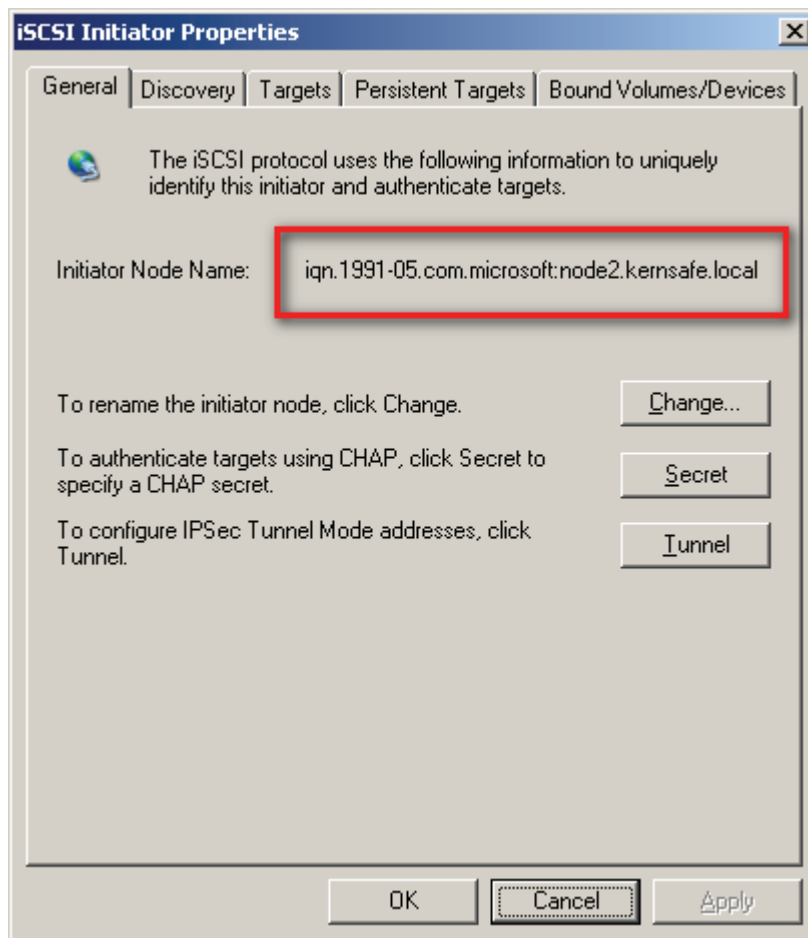 iSCSI Initiator Properties
General Discovery Targets Persistent Targets Bound Volumes/Devices
The iSCSI protocol uses the following information to uniquely
identify this initiator and authenticate targets.
Initiator Node Name: iqn.1991-05.com.microsoft:node2.kernsafe.local
To rename the initiator node, click Change. Change...
To authenticate targets using CHAP, click Secret to
specify a CHAP secret.
Secret
To configure IPSec Tunnel Mode addresses, click
Tunnel.
Tunnel
OK Cancel Apply